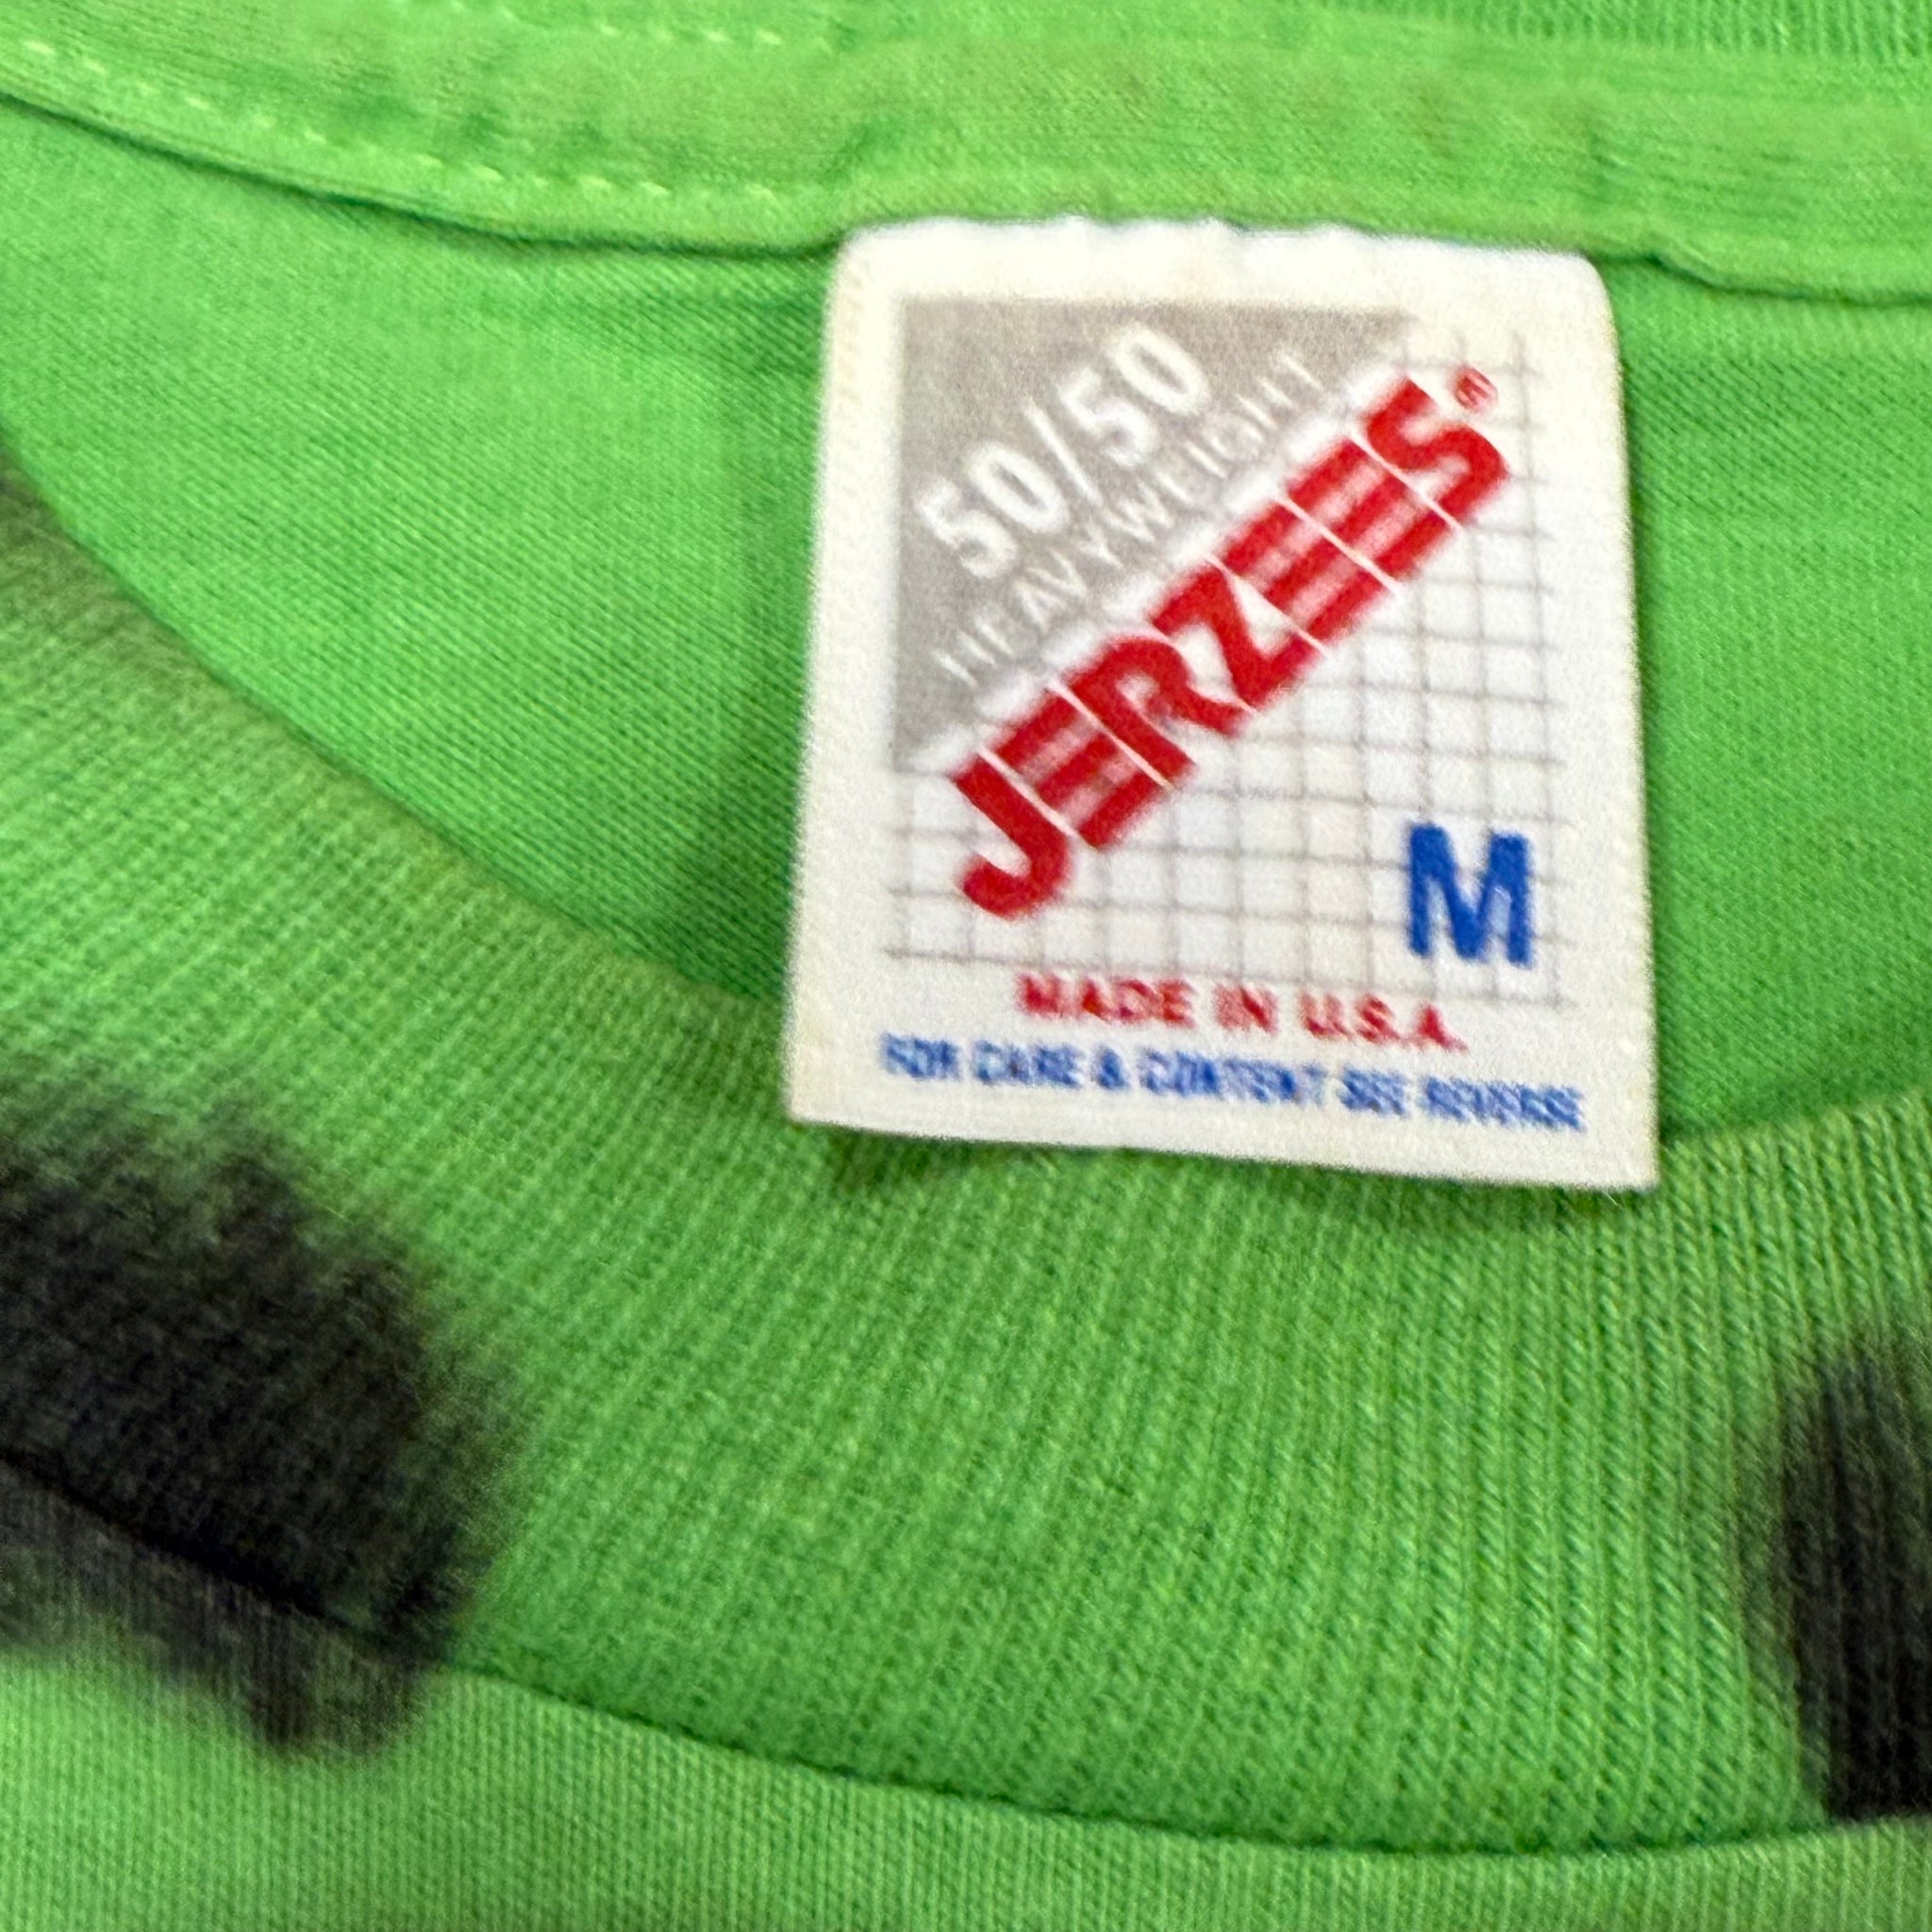 50/50
HEAVYWEIGHT
JERZEES®
M
MADE IN U.S.A.
FOR CARE & CONTENT SEE REVERSE